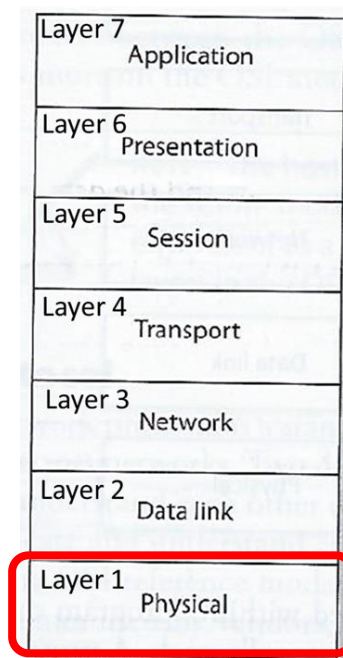 Layer 7
Application
Layer 6
Presentation
Layer 5
Session
Layer 4
Transport
Layer 3
Network
Layer 2
Data link
Layer 1
Physical